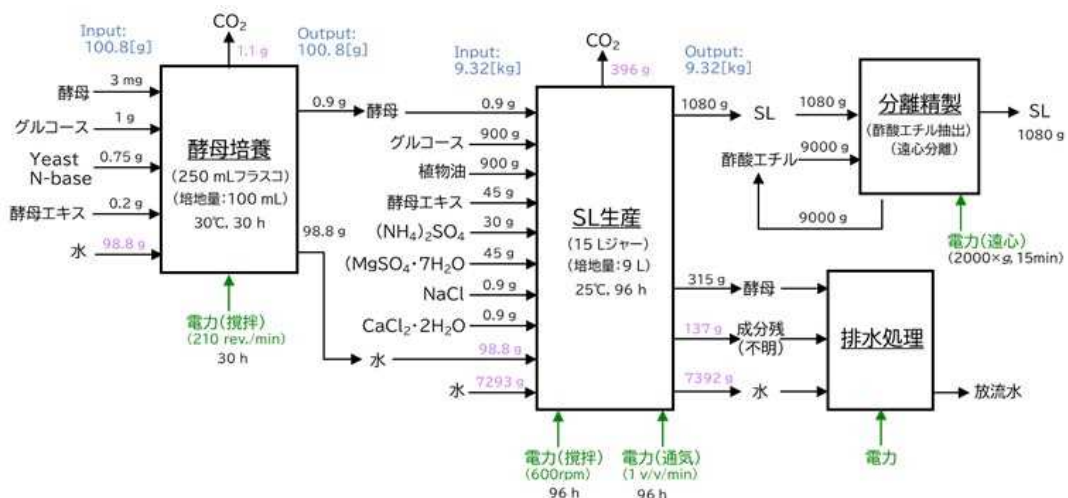 Input:
100.8[g]
CO2
1.1 g
Output:
100.8[g]
酵母
3 mg
グルコース
1 g
Yeast
N-base
0.75 g
酵母エキス
0.2 g
水
98.8 g
酵母培養
(250 mLフラスコ)
(培地量:100 mL)
30℃, 30 h
0.9 g
98.8 g
電力(撹拌)
(210 rev./min)
30 h
Input:
9.32[kg]
CO2
396 g
Output:
9.32[kg]
酵母
0.9 g
グルコース
900 g
植物油
900 g
酵母エキス
45 g
(NH4)2SO4
30 g
(MgSO4・7H2O
45 g
NaCl
0.9 g
CaCl2・2H2O
0.9 g
水
98.8 g
水
7293 g
SL生産
(15 Lジャー)
(培地量:9 L)
25℃, 96 h
電力(撹拌)
(600rpm)
96 h
電力(通気)
(1 v/v/min)
96 h
1080 g
SL
1080 g
酢酸エチル
9000 g
9000 g
分離精製
(酢酸エチル抽出)
(遠心分離)
SL
1080 g
電力(遠心)
(2000×g, 15min)
315 g
酵母
137 g
成分残
(不明)
7392 g
水
排水処理
放流水
電力